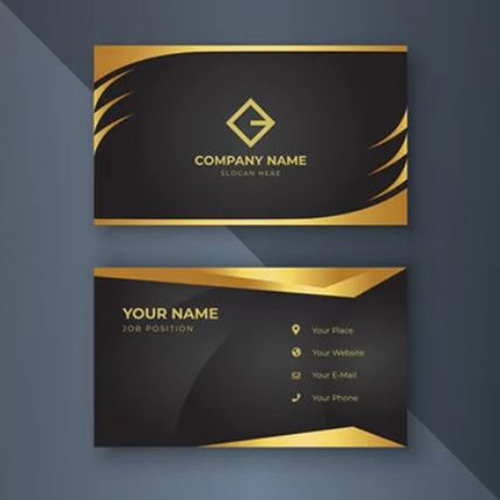 COMPANY NAME
SLOGAN HERE
YOUR NAME
JOB POSITION
Your Place
Your Website
Your E-Mail
Your Phone